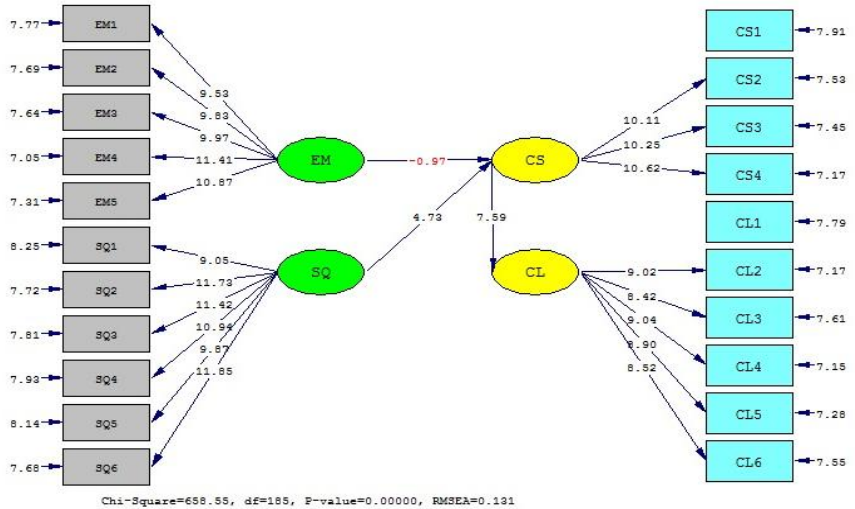 7.77 EM1
7.69 EM2
7.64 EM3
7.05 EM4
7.31 EM5
8.25 SQ1
7.72 SQ2
7.81 SQ3
7.93 SQ4
8.14 SQ5
7.68 SQ6
9.53
9.83
9.97
11.41
10.87
9.05
11.73
11.42
10.94
9.87
11.85
EM
SQ
-0.97
4.73
7.59
CS
CL
10.11
10.25
10.62
9.02
8.42
9.04
8.90
8.52
CS1 7.91
CS2 7.53
CS3 7.45
CS4 7.17
CL1 7.79
CL2 7.17
CL3 7.61
CL4 7.15
CL5 7.28
CL6 7.55
Chi-Square=658.55, df=185, P-value=0.00000, RMSEA=0.131